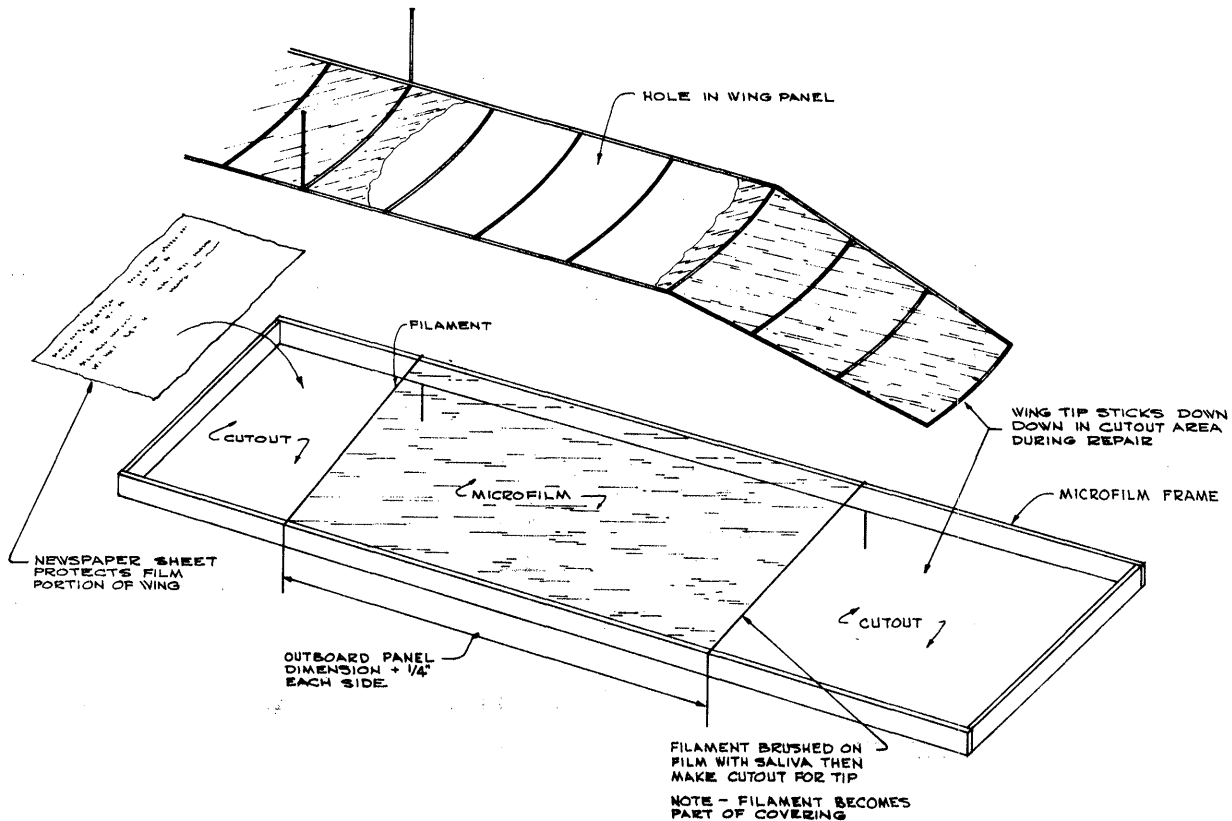 HOLE IN WING PANEL
FILAMENT
CUTOUT
MICROFILM
WING TIP STICKS DOWN
DOWN IN CUTOUT AREA
DURING REPAIR
MICROFILM FRAME
NEWSPAPER SHEET
PROTECTS FILM
PORTION OF WING
CUTOUT
OUTBOARD PANEL
DIMENSION + 1/4"
EACH SIDE
FILAMENT BRUSHED ON
FILM WITH SALIVA THEN
MAKE CUTOUT FOR TIP
NOTE - FILAMENT BECOMES
PART OF COVERING